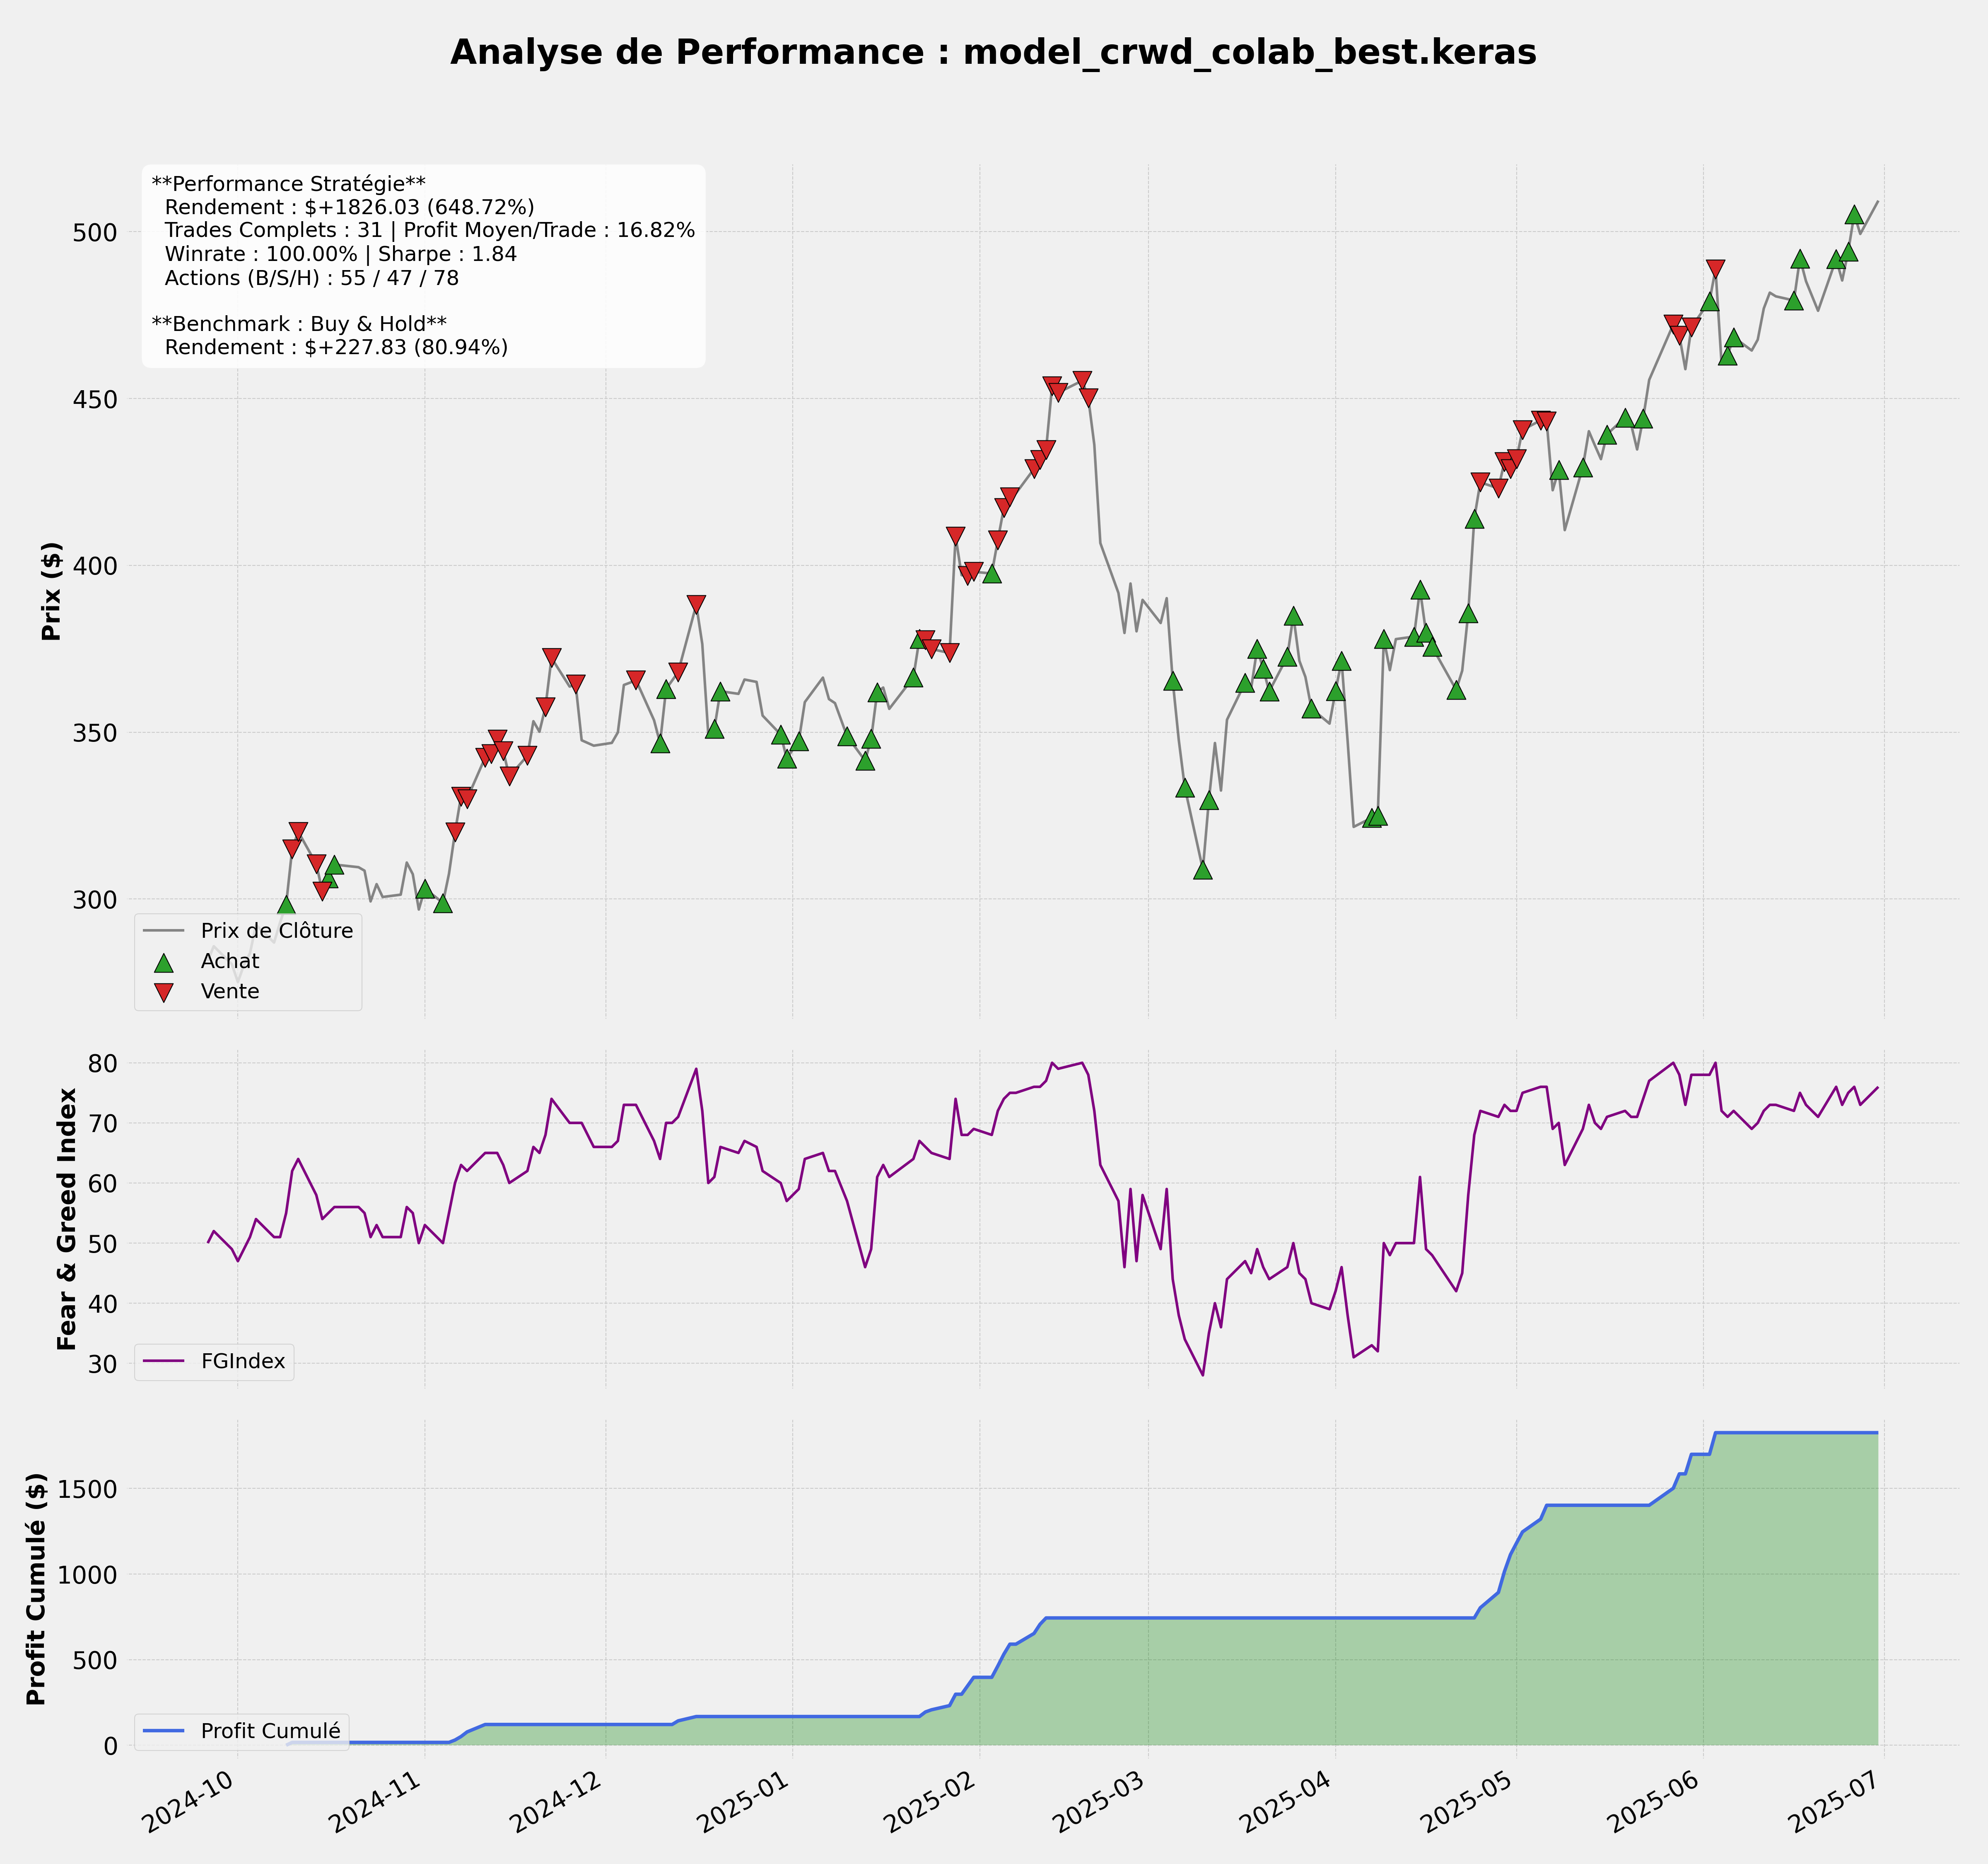 Analyse de Performance : model_crwd_colab_best.keras
**Performance Stratégie**
Rendement : $+1826.03 (648.72%)
Trades Complets : 31 | Profit Moyen/Trade : 16.82%
Winrate : 100.00% | Sharpe : 1.84
Actions (B/S/H) : 55 / 47 / 78
**Benchmark : Buy & Hold**
Rendement : $+227.83 (80.94%)
Prix ($)
500
450
400
350
300
Prix de Clôture
Achat
Vente
Fear & Greed Index
80
70
60
50
40
30
FGIndex
Profit Cumulé ($)
1500
1000
500
0
Profit Cumulé
2024-10
2024-11
2024-12
2025-01
2025-02
2025-03
2025-04
2025-05
2025-06
2025-07